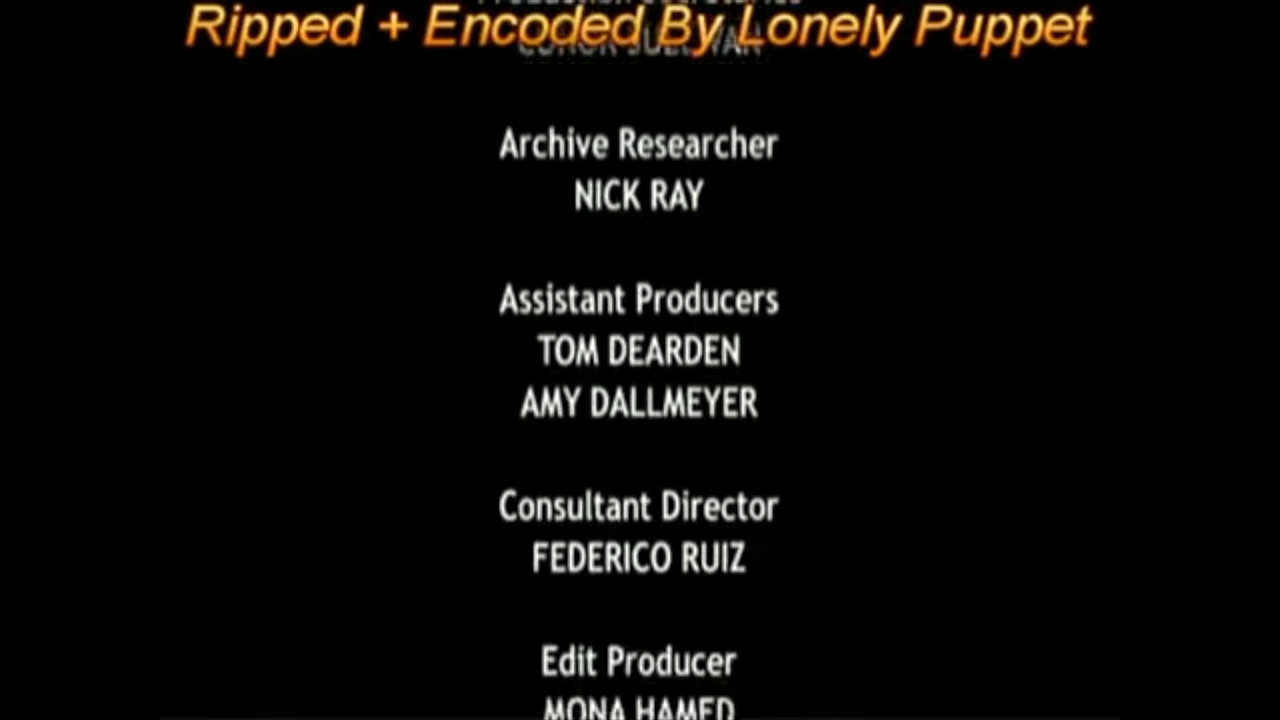 Ripped + Encoded By Lonely Puppet
Archive Researcher
NICK RAY
Assistant Producers
TOM DEARDEN
AMY DALLMEYER
Consultant Director
FEDERICO RUIZ
Edit Producer
MONA HAMED